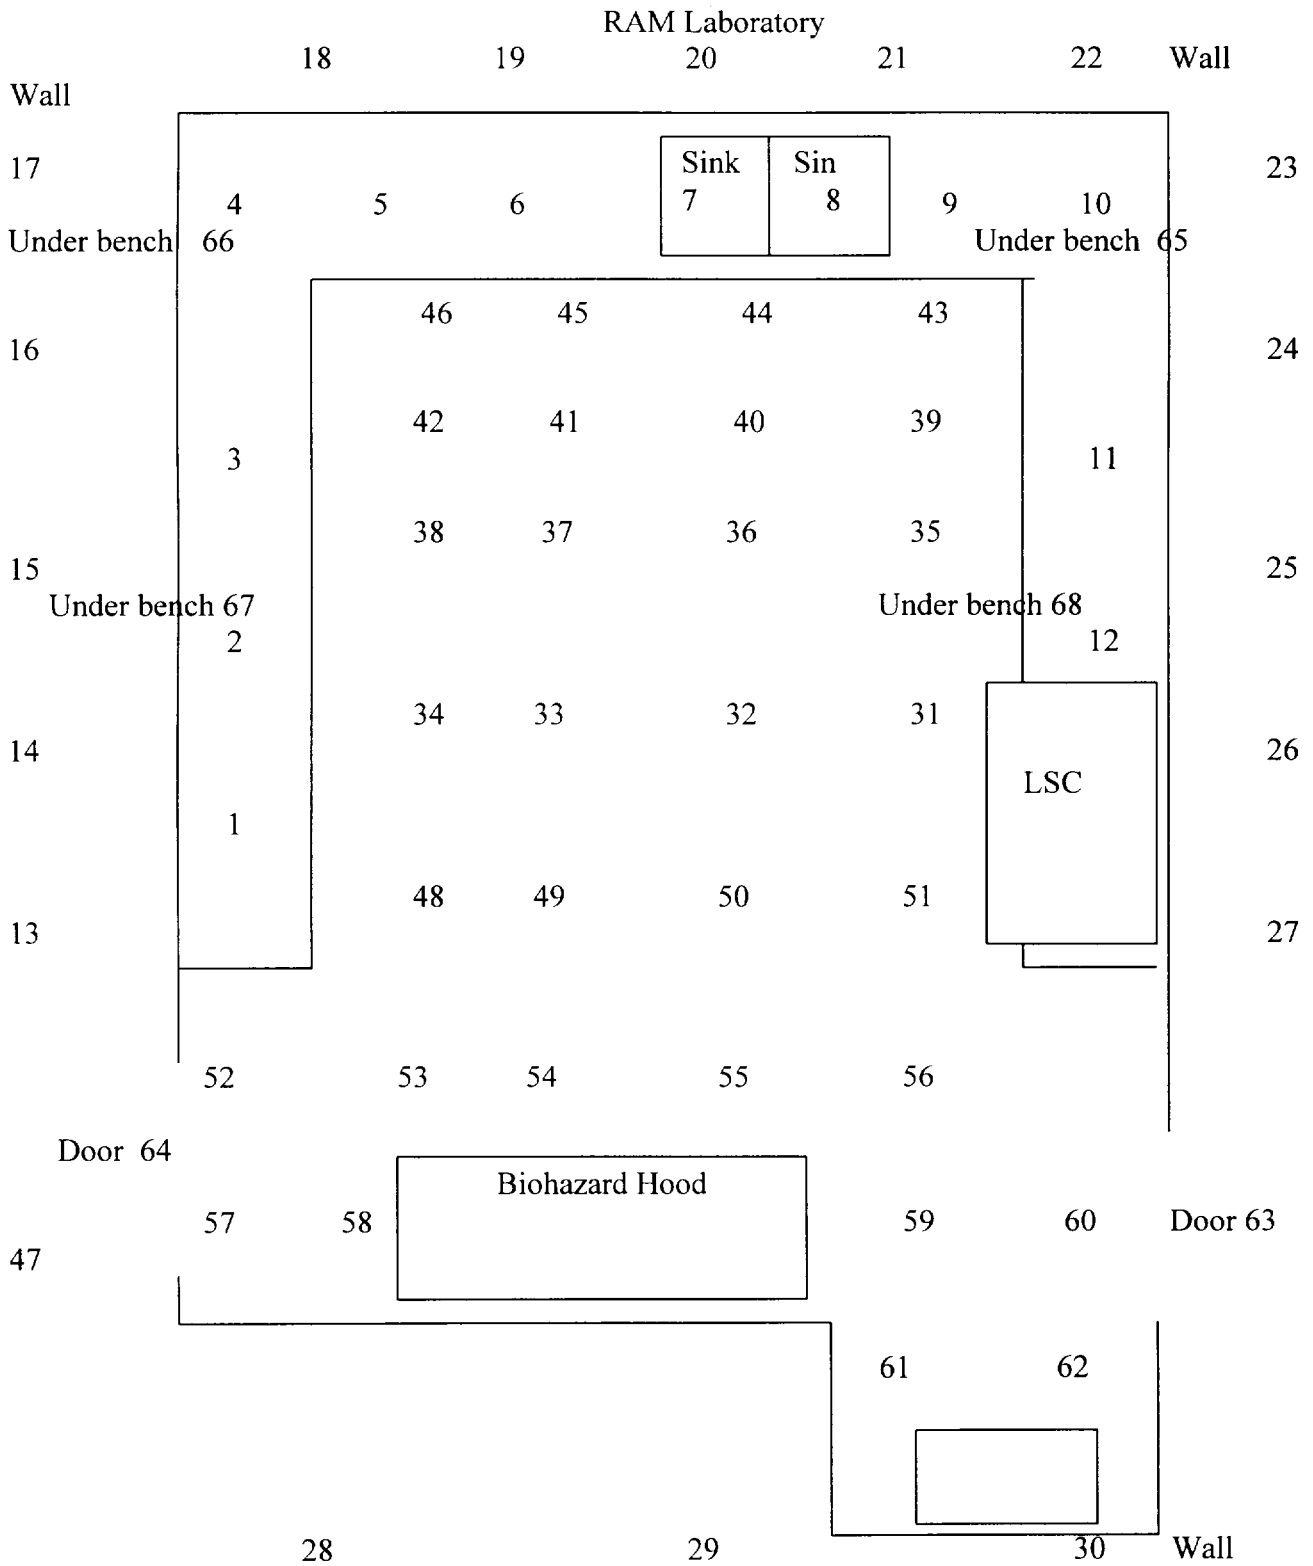 RAM Laboratory
18 19 20 21 22 Wall
Wall
17 Sink Sin 23
4 5 6 7 8 9 10
Under bench 66 Under bench 65
46 45 44 43
16 24
42 41 40 39
3 11
38 37 36 35
15 25
Under bench 67 Under bench 68
2 12
34 33 32 31
14 26
LSC
1
48 49 50 51
13 27
52 53 54 55 56
Door 64
Biohazard Hood
57 58 59 60 Door 63
47
61 62
28 29 30 Wall